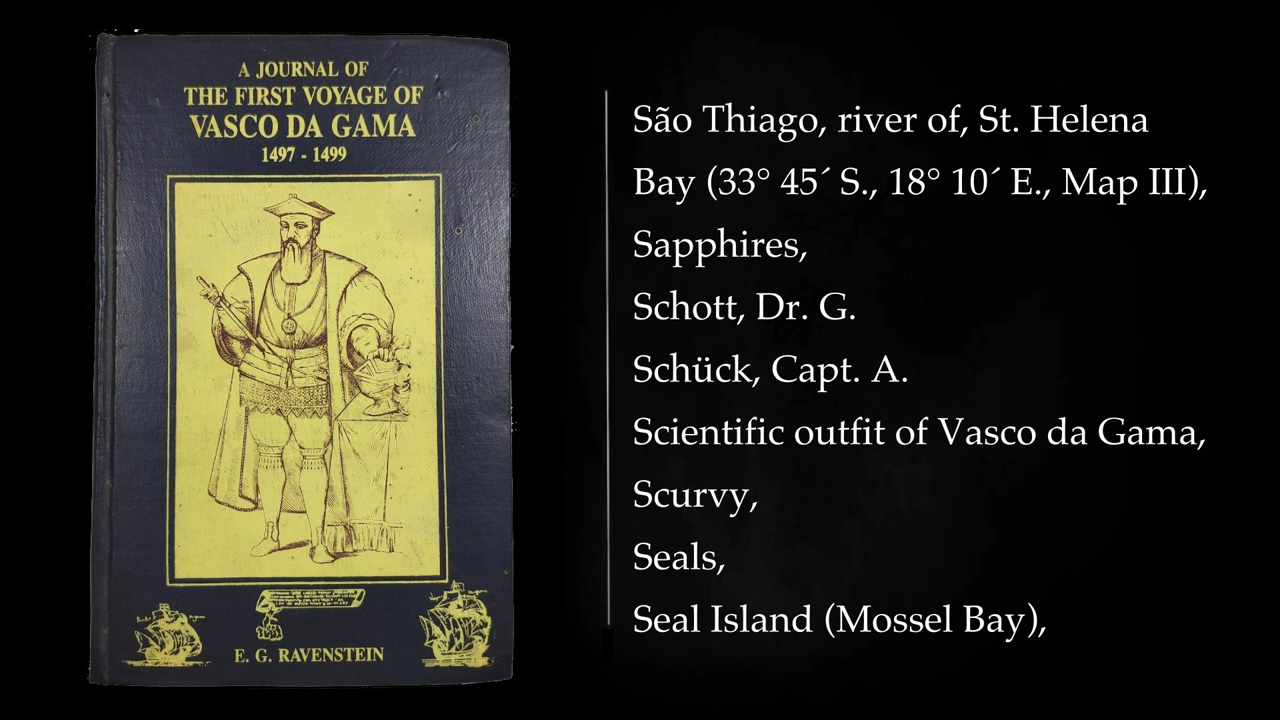 A JOURNAL OF
THE FIRST VOYAGE OF
VASCO DA GAMA
1497 - 1499
E. G. RAVENSTEIN
São Thiago, river of, St. Helena
Bay (33° 45´ S., 18° 10´ E., Map III),
Sapphires,
Schott, Dr. G.
Schück, Capt. A.
Scientific outfit of Vasco da Gama,
Scurvy,
Seals,
Seal Island (Mossel Bay),